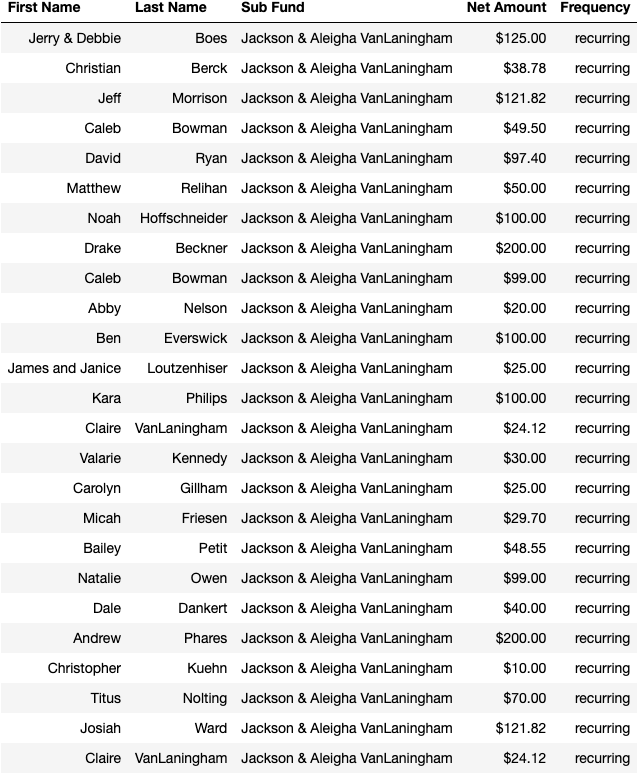 First Name Last Name Sub Fund Net Amount Frequency
Jerry & Debbie Boes Jackson & Aleigha VanLaningham $125.00 recurring
Christian Berck Jackson & Aleigha VanLaningham $38.78 recurring
Jeff Morrison Jackson & Aleigha VanLaningham $121.82 recurring
Caleb Bowman Jackson & Aleigha VanLaningham $49.50 recurring
David Ryan Jackson & Aleigha VanLaningham $97.40 recurring
Matthew Relihan Jackson & Aleigha VanLaningham $50.00 recurring
Noah Hoffschneider Jackson & Aleigha VanLaningham $100.00 recurring
Drake Beckner Jackson & Aleigha VanLaningham $200.00 recurring
Caleb Bowman Jackson & Aleigha VanLaningham $99.00 recurring
Abby Nelson Jackson & Aleigha VanLaningham $20.00 recurring
Ben Everswick Jackson & Aleigha VanLaningham $100.00 recurring
James and Janice Loutzenhiser Jackson & Aleigha VanLaningham $25.00 recurring
Kara Philips Jackson & Aleigha VanLaningham $100.00 recurring
Claire VanLaningham Jackson & Aleigha VanLaningham $24.12 recurring
Valarie Kennedy Jackson & Aleigha VanLaningham $30.00 recurring
Carolyn Gillham Jackson & Aleigha VanLaningham $25.00 recurring
Micah Friesen Jackson & Aleigha VanLaningham $29.70 recurring
Bailey Petit Jackson & Aleigha VanLaningham $48.55 recurring
Natalie Owen Jackson & Aleigha VanLaningham $99.00 recurring
Dale Dankert Jackson & Aleigha VanLaningham $40.00 recurring
Andrew Phares Jackson & Aleigha VanLaningham $200.00 recurring
Christopher Kuehn Jackson & Aleigha VanLaningham $10.00 recurring
Titus Nolting Jackson & Aleigha VanLaningham $70.00 recurring
Josiah Ward Jackson & Aleigha VanLaningham $121.82 recurring
Claire VanLaningham Jackson & Aleigha VanLaningham $24.12 recurring